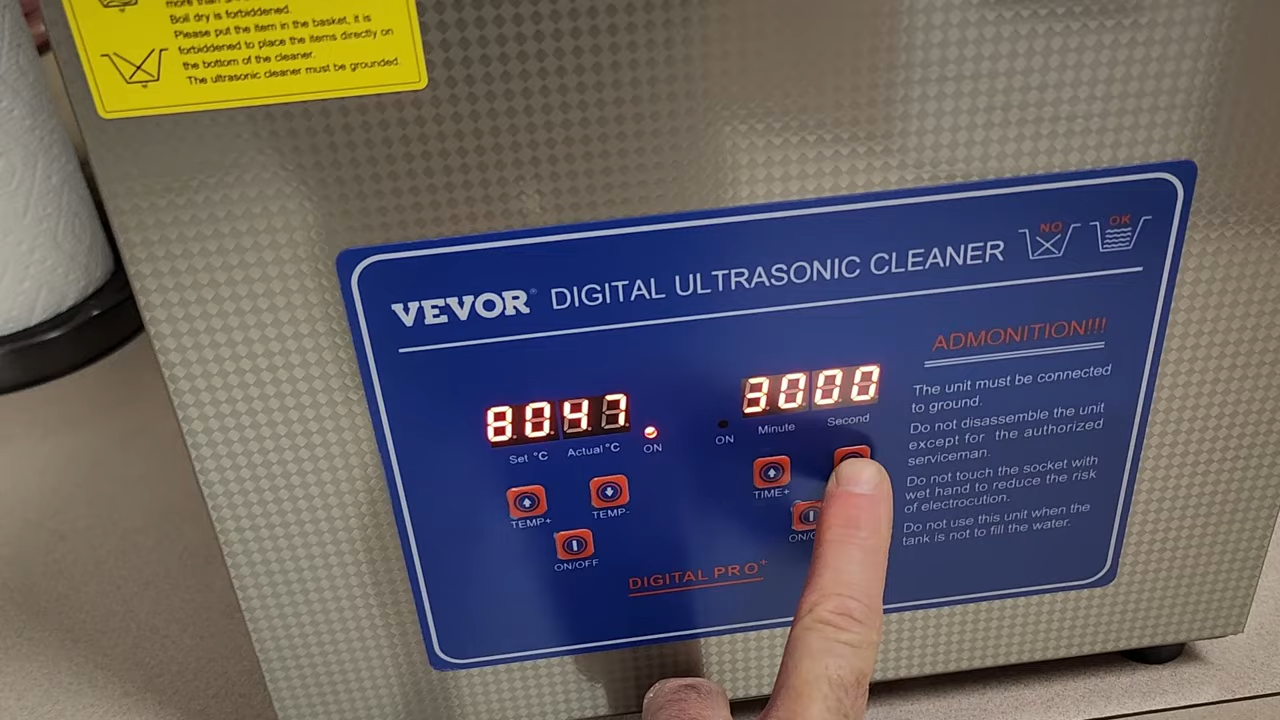 more than
Boil dry is forbiddened.
Please put the item in the basket, it is
forbiddened to place the items directly on
the bottom of the cleaner.
The ultrasonic cleaner must be grounded.
VEVOR® DIGITAL ULTRASONIC CLEANER
NO
OK
8047
Set °C
Actual °C
ON
TEMP+
TEMP-
ON/OFF
3000
ON
Minute
Second
TIME+
DIGITAL PRO+
ADMONITION!!!
The unit must be connected
to ground.
Do not disassemble the unit
except for the authorized
serviceman.
Do not touch the socket with
wet hand to reduce the risk
of electrocution.
Do not use this unit when the
tank is not to fill the water.